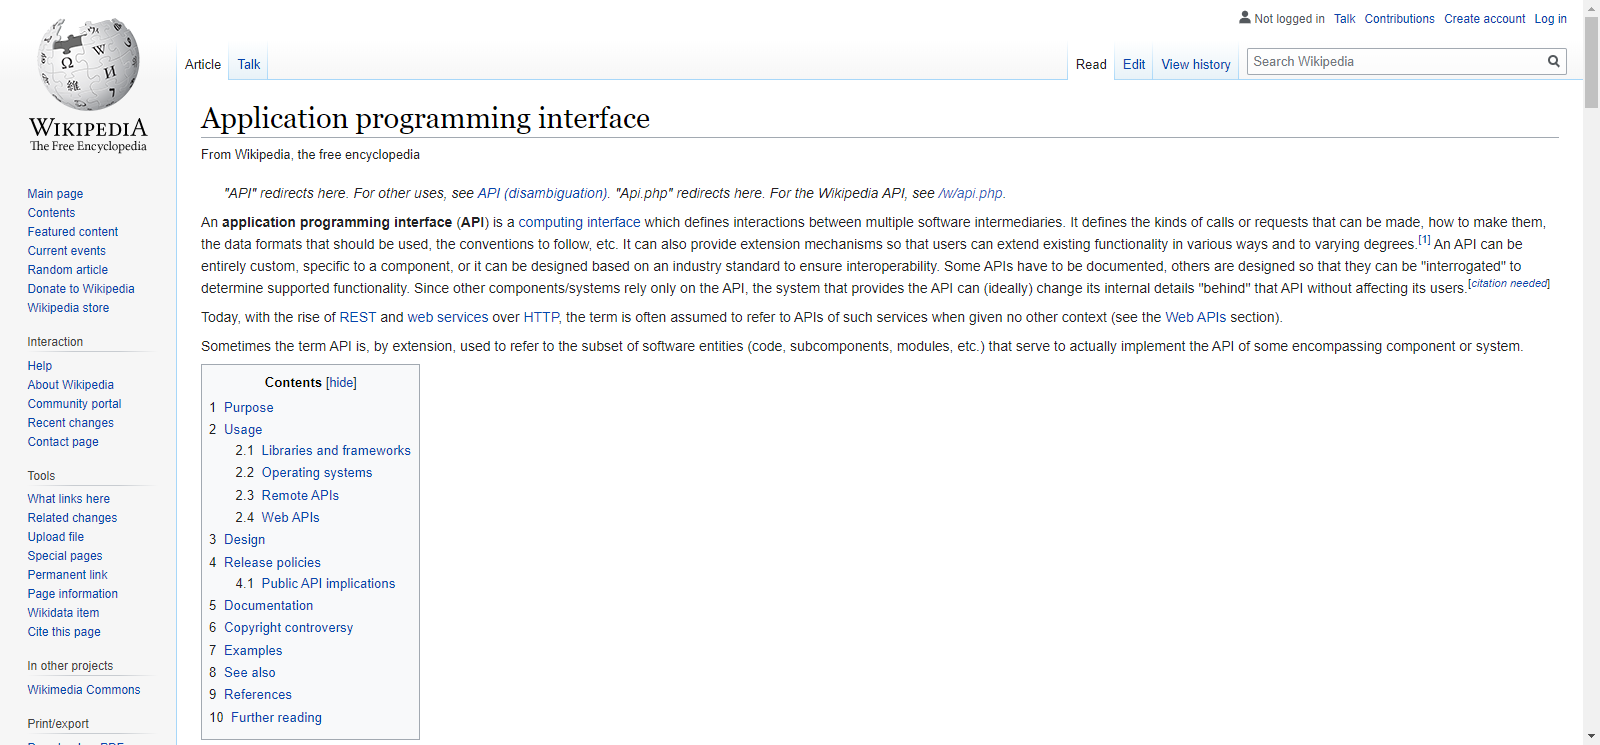 Not logged in Talk Contributions Create account Log in
Article Talk Read Edit View history Search Wikipedia
Ω W И 維
WIKIPEDIA
The Free Encyclopedia
Main page
Contents
Featured content
Current events
Random article
Donate to Wikipedia
Wikipedia store
Interaction
Help
About Wikipedia
Community portal
Recent changes
Contact page
Tools
What links here
Related changes
Upload file
Special pages
Permanent link
Page information
Wikidata item
Cite this page
In other projects
Wikimedia Commons
Print/export
Application programming interface
From Wikipedia, the free encyclopedia
"API" redirects here. For other uses, see API (disambiguation). "Api.php" redirects here. For the Wikipedia API, see /w/api.php.
An application programming interface (API) is a computing interface which defines interactions between multiple software intermediaries. It defines the kinds of calls or requests that can be made, how to make them,
the data formats that should be used, the conventions to follow, etc. It can also provide extension mechanisms so that users can extend existing functionality in various ways and to varying degrees.[1] An API can be
entirely custom, specific to a component, or it can be designed based on an industry standard to ensure interoperability. Some APIs have to be documented, others are designed so that they can be "interrogated" to
determine supported functionality. Since other components/systems rely only on the API, the system that provides the API can (ideally) change its internal details "behind" that API without affecting its users.[citation needed]
Today, with the rise of REST and web services over HTTP, the term is often assumed to refer to APIs of such services when given no other context (see the Web APIs section).
Sometimes the term API is, by extension, used to refer to the subset of software entities (code, subcomponents, modules, etc.) that serve to actually implement the API of some encompassing component or system.
Contents [hide]
1 Purpose
2 Usage
2.1 Libraries and frameworks
2.2 Operating systems
2.3 Remote APIs
2.4 Web APIs
3 Design
4 Release policies
4.1 Public API implications
5 Documentation
6 Copyright controversy
7 Examples
8 See also
9 References
10 Further reading